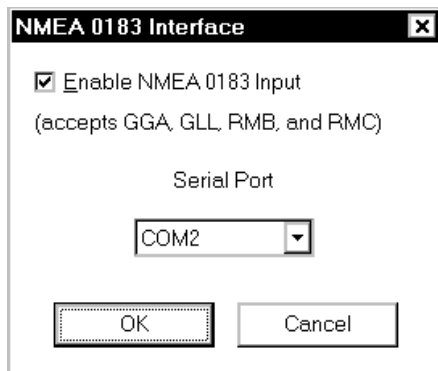 NMEA 0183 Interface
Enable NMEA 0183 Input
(accepts GGA, GLL, RMB, and RMC)
Serial Port
COM2
OK
Cancel